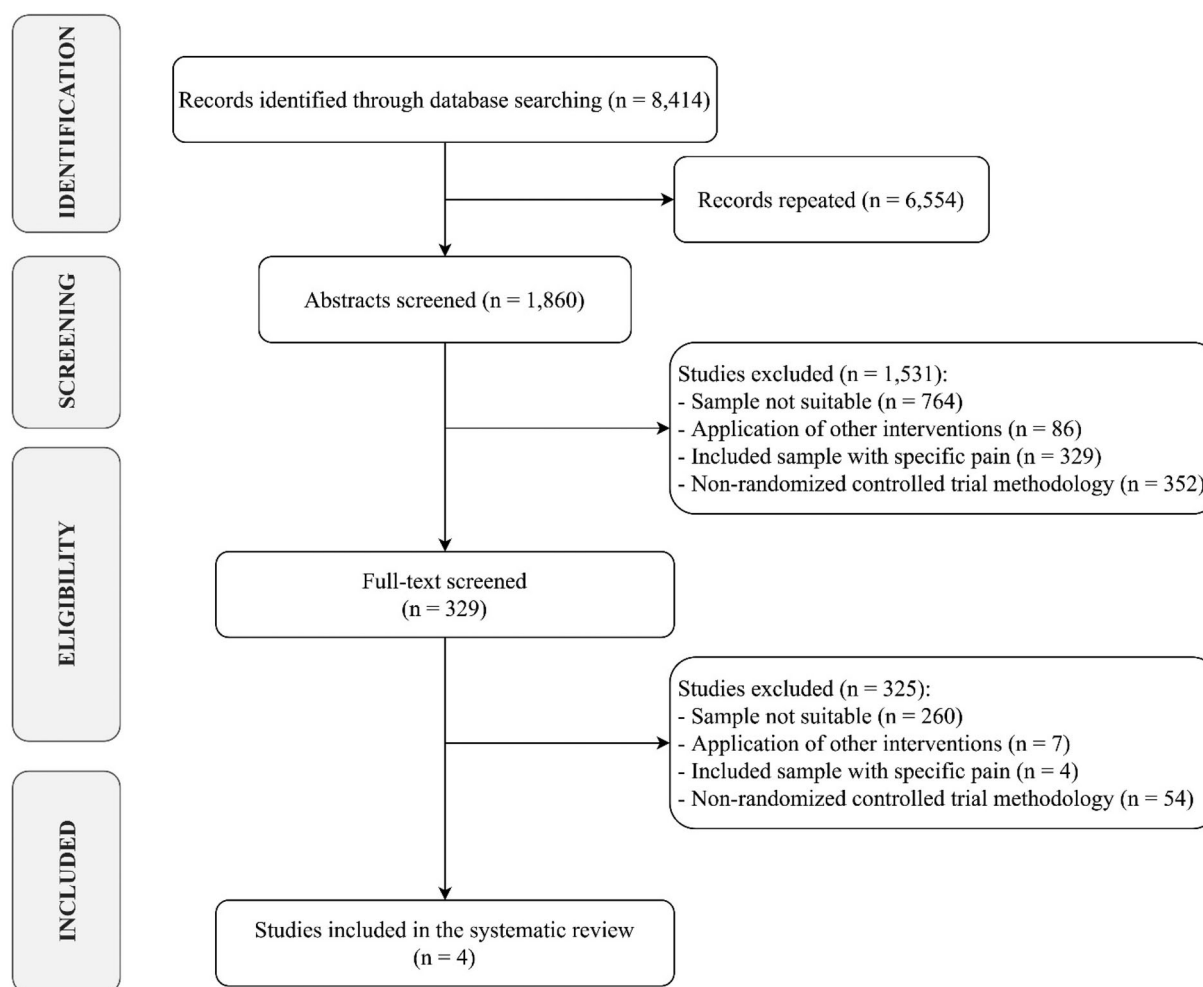 IDENTIFICATION
Records identified through database searching (n = 8,414)
Records repeated (n = 6,554)
SCREENING
Abstracts screened (n = 1,860)
Studies excluded (n = 1,531):
- Sample not suitable (n = 764)
- Application of other interventions (n = 86)
- Included sample with specific pain (n = 329)
- Non-randomized controlled trial methodology (n = 352)
ELIGIBILITY
Full-text screened
(n = 329)
Studies excluded (n = 325):
- Sample not suitable (n = 260)
- Application of other interventions (n = 7)
- Included sample with specific pain (n = 4)
- Non-randomized controlled trial methodology (n = 54)
INCLUDED
Studies included in the systematic review
(n = 4)